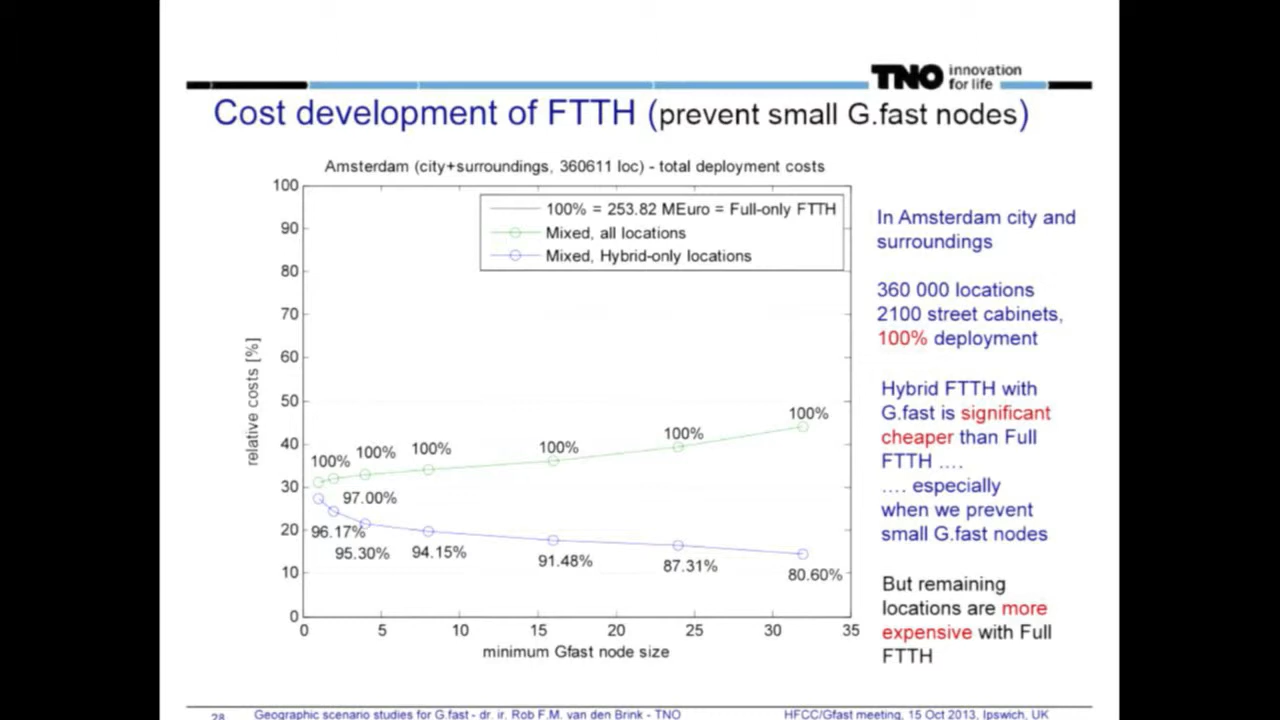 TNO innovation
for life
Cost development of FTTH (prevent small G.fast nodes)
Amsterdam (city+surroundings, 360611 loc) - total deployment costs
100% = 253.82 MEuro = Full-only FTTH
Mixed, all locations
Mixed, Hybrid-only locations
relative costs [%]
100
90
80
70
60
50
40
30
20
10
0
100%
100%
100%
100%
100%
100%
97.00%
96.17%
95.30%
94.15%
91.48%
87.31%
80.60%
0 5 10 15 20 25 30 35
minimum Gfast node size
In Amsterdam city and
surroundings
360 000 locations
2100 street cabinets,
100% deployment
Hybrid FTTH with
G.fast is significant
cheaper than Full
FTTH ....
.... especially
when we prevent
small G.fast nodes
But remaining
locations are more
expensive with Full
FTTH
28 Geographic scenario studies for G.fast - dr. ir. Rob F.M. van den Brink - TNO HFCC/Gfast meeting, 15 Oct 2013, Ipswich, UK